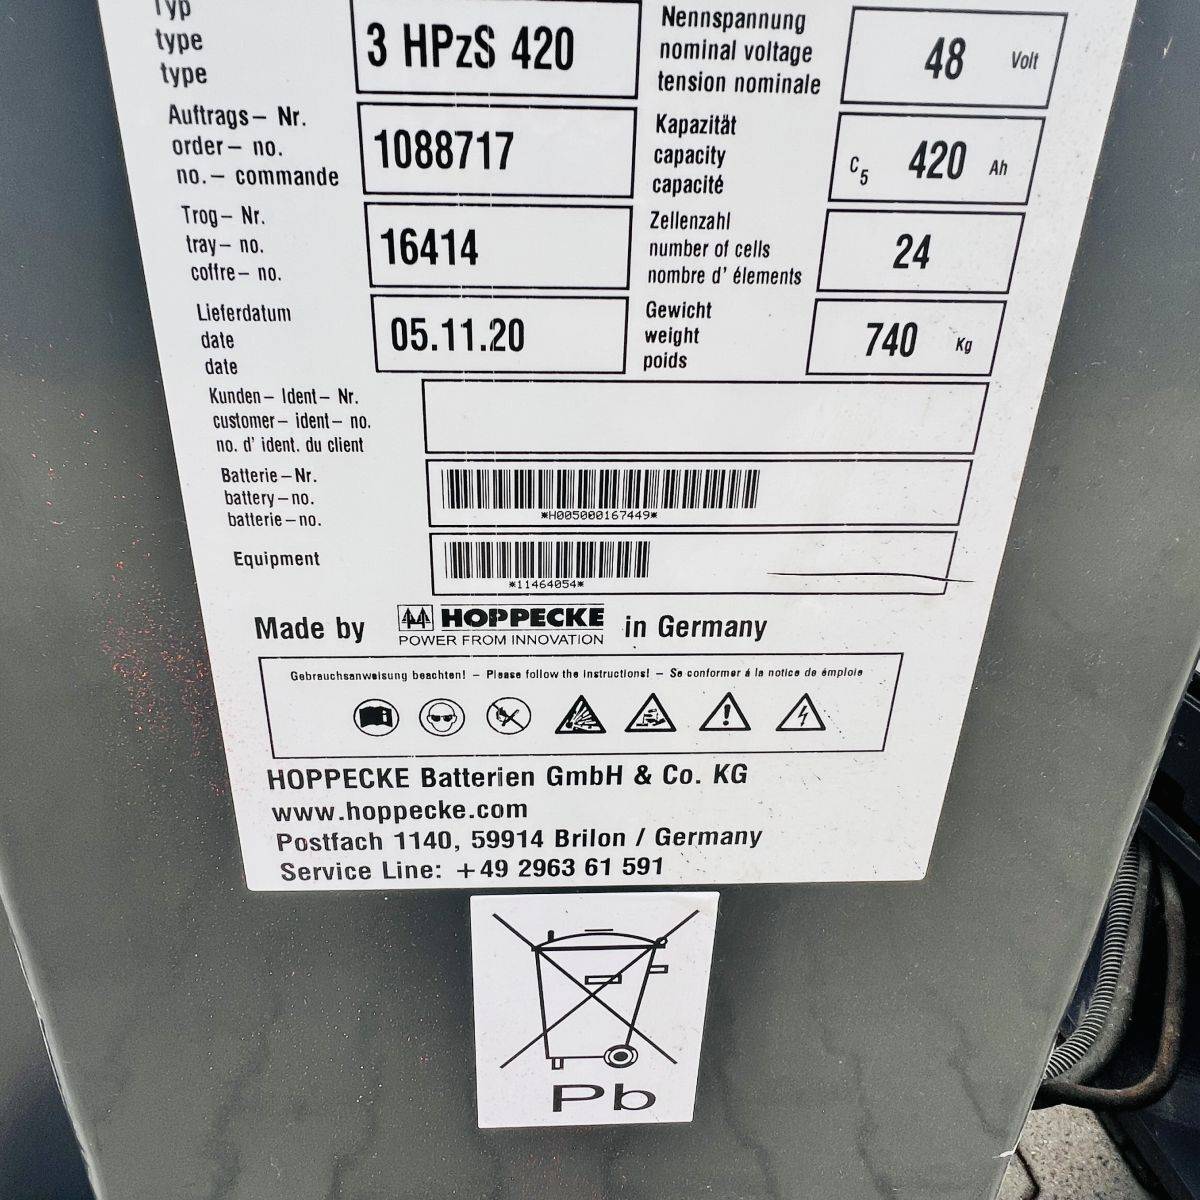 Typ
type
type
3 HPzS 420
Nennspannung
nominal voltage
tension nominale
48 Volt
Auftrags– Nr.
order– no.
no.– commande
1088717
Kapazität
capacity
capacité
C5 420 Ah
Trog– Nr.
tray– no.
coffre– no.
16414
Zellenzahl
number of cells
nombre d' élements
24
Lieferdatum
date
date
05.11.20
Gewicht
weight
poids
740 Kg
Kunden– Ident– Nr.
customer– ident– no.
no. d' ident. du client
Batterie–Nr.
battery–no.
batterie–no.
*H005000167449*
Equipment
*11464054*
Made by HOPPECKE in Germany
POWER FROM INNOVATION
Gebrauchsanweisung beachten! – Please follow the instructions! – Se conformer á la notice de émploie
HOPPECKE Batterien GmbH & Co. KG
www.hoppecke.com
Postfach 1140, 59914 Brilon / Germany
Service Line: +49 2963 61 591
Pb